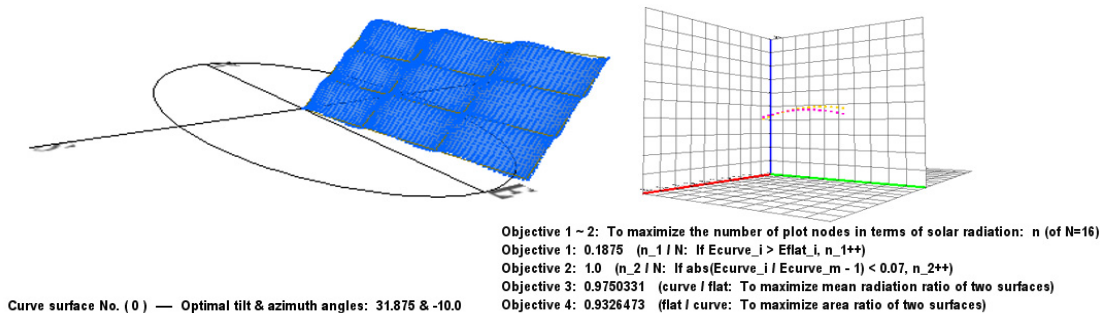 Objective 1 ~ 2: To maximize the number of plot nodes in terms of solar radiation: n (of N=16)
Objective 1: 0.1875 (n_1 / N: If Ecurve_i > Eflat_i, n_1++)
Objective 2: 1.0 (n_2 / N: If abs(Ecurve_i / Ecurve_m - 1) < 0.07, n_2++)
Objective 3: 0.9750331 (curve / flat: To maximize mean radiation ratio of two surfaces)
Curve surface No. ( 0 ) — Optimal tilt & azimuth angles: 31.875 & -10.0
Objective 4: 0.9326473 (flat / curve: To maximize area ratio of two surfaces)